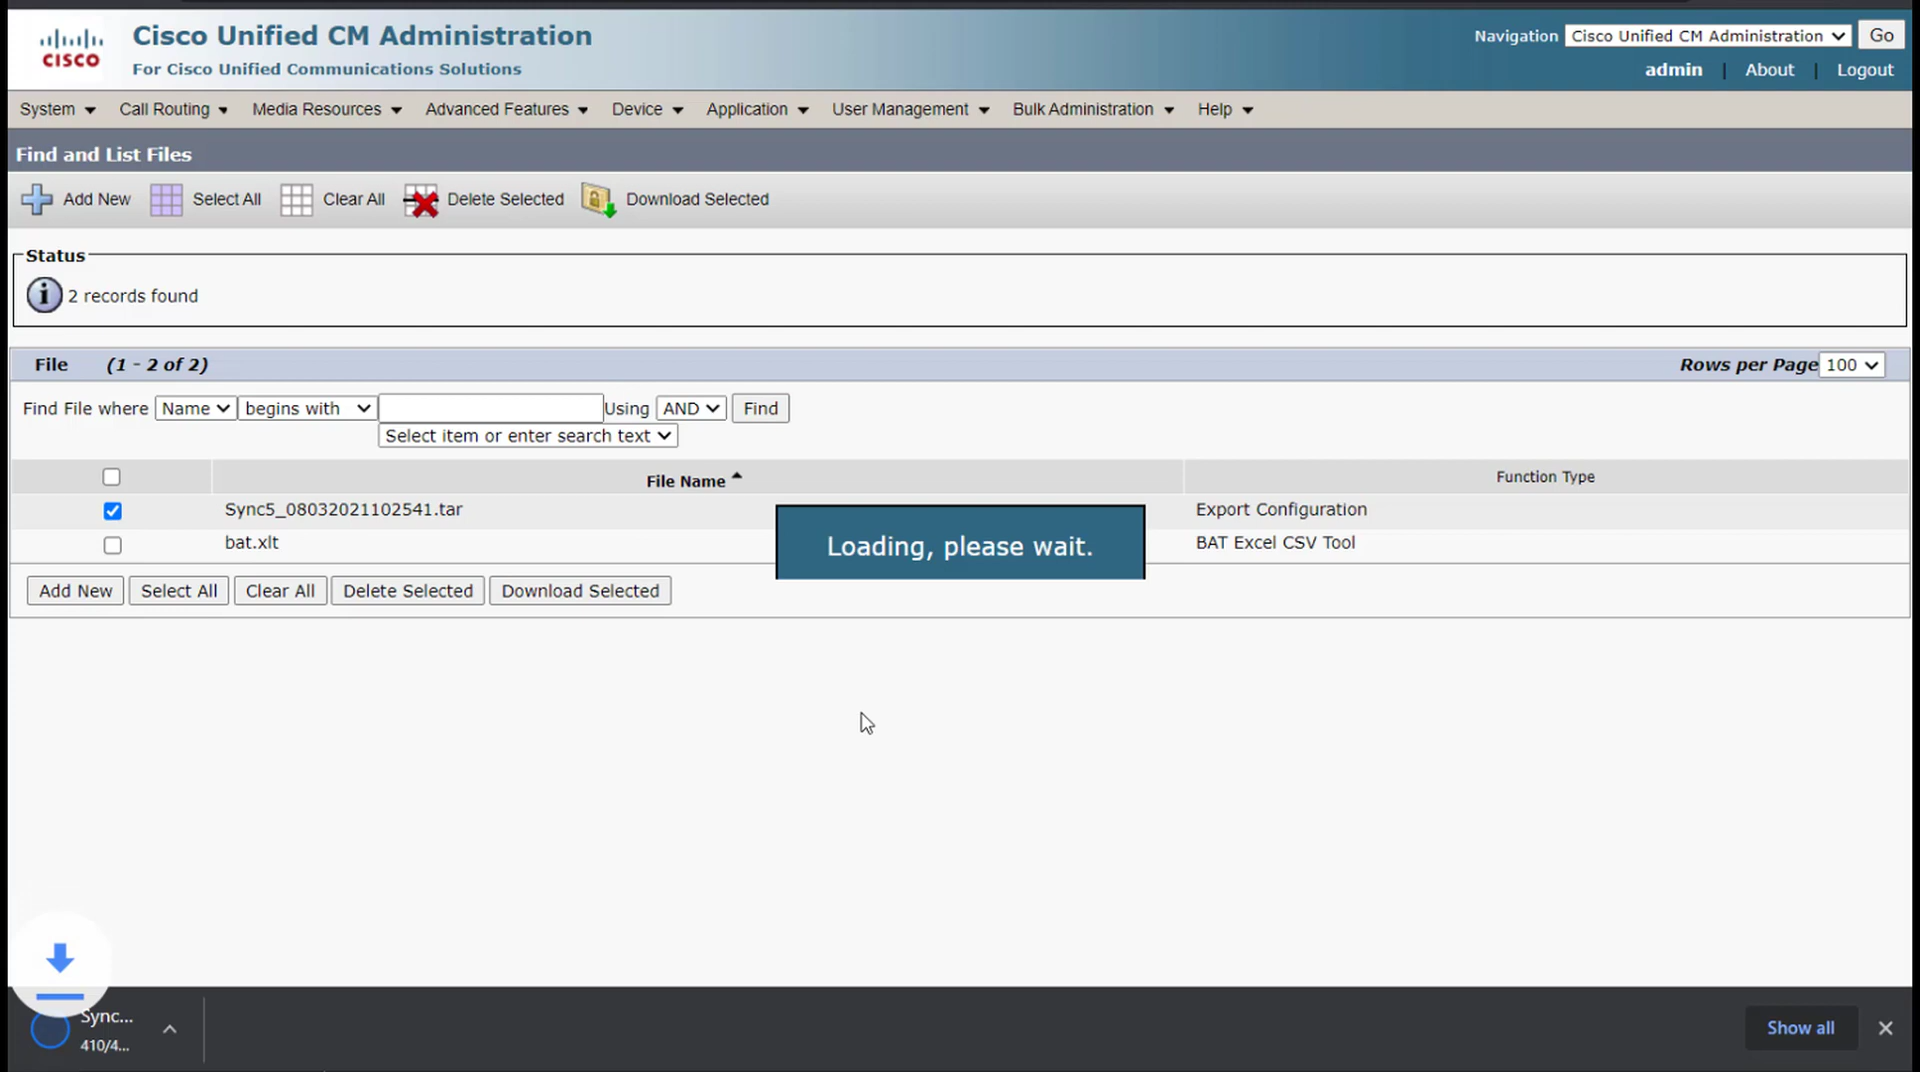 CISCO
Cisco Unified CM Administration
For Cisco Unified Communications Solutions
Navigation Cisco Unified CM Administration Go
admin | About | Logout
System Call Routing Media Resources Advanced Features Device Application User Management Bulk Administration Help
Find and List Files
Add New Select All Clear All Delete Selected Download Selected
Status
2 records found
File (1 - 2 of 2) Rows per Page 100
Find File where Name begins with Using AND Find
Select item or enter search text
File Name Function Type
Sync5_08032021102541.tar Export Configuration
Loading, please wait.
bat.xlt BAT Excel CSV Tool
Add New Select All Clear All Delete Selected Download Selected
Sync...
410/4...
Show all